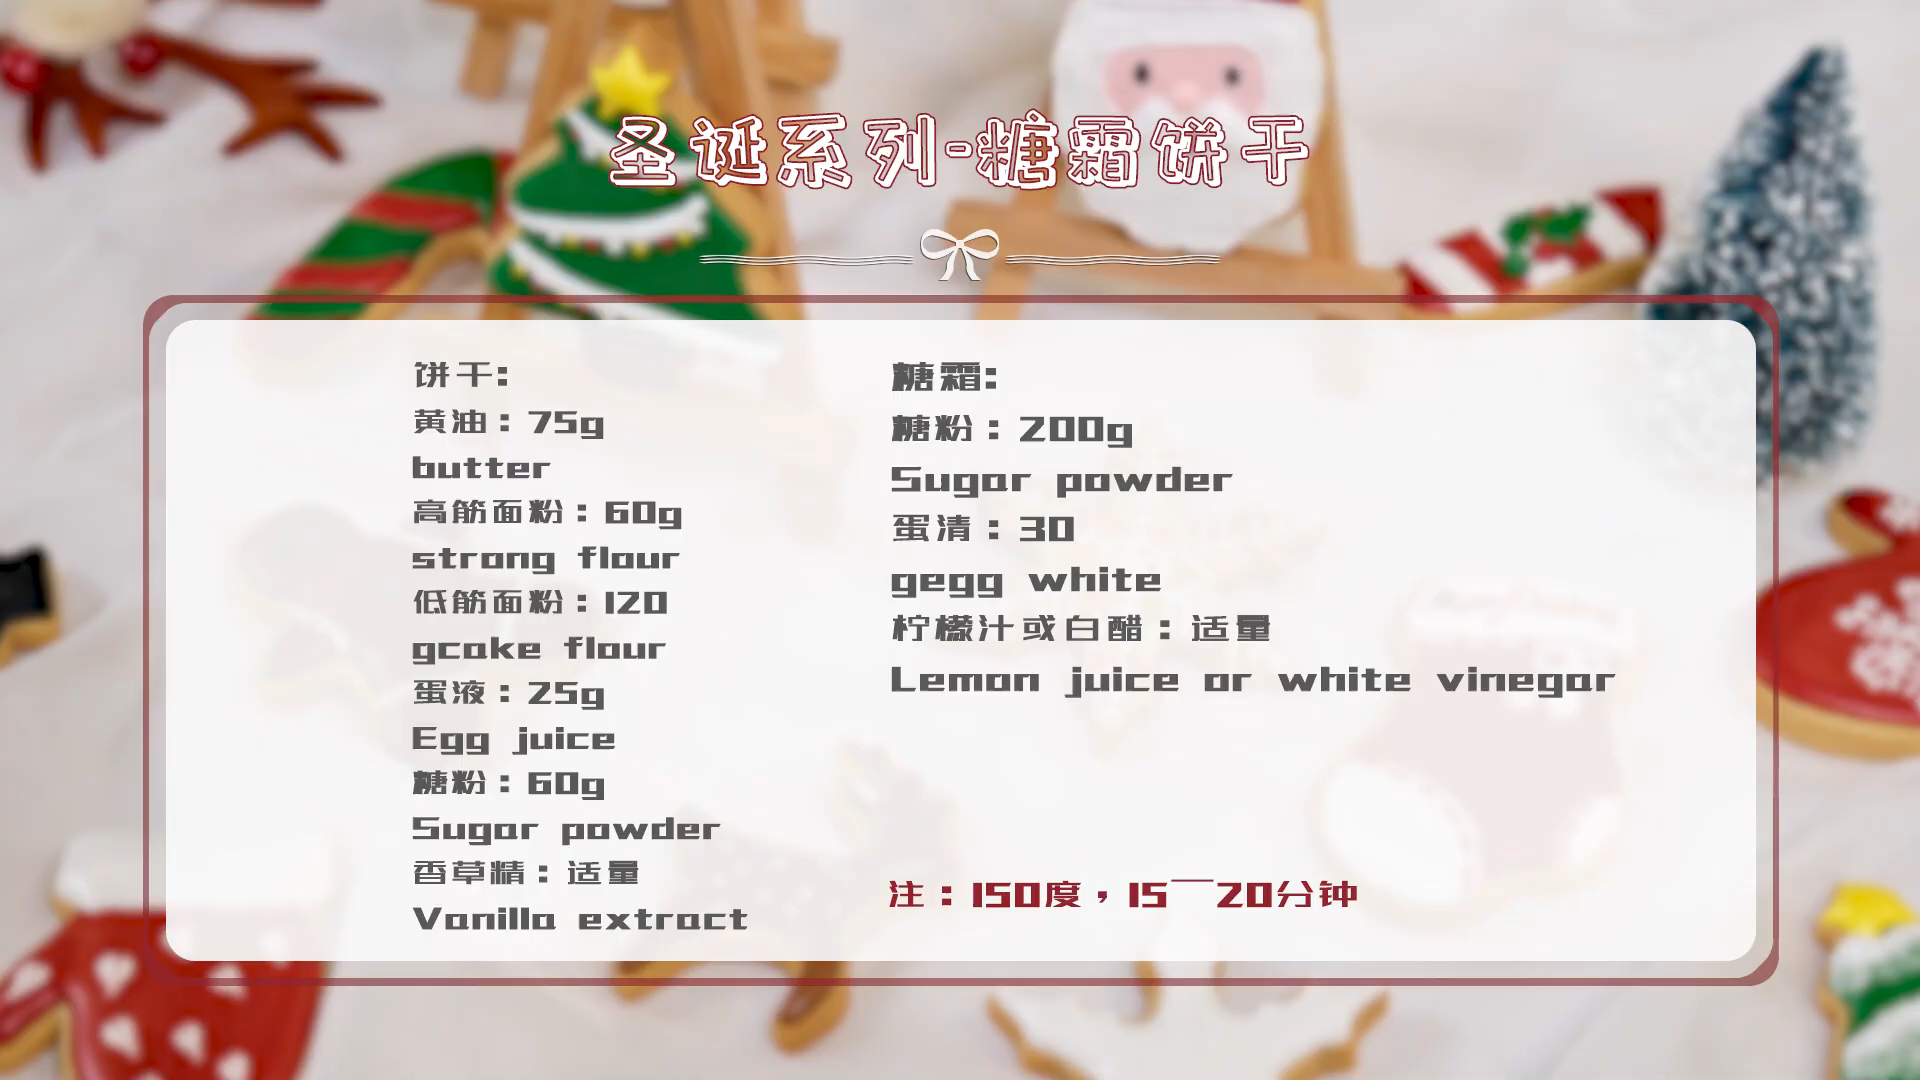 圣诞系列-糖霜饼干
饼干:
黄油：75g
butter
高筋面粉：60g
strong flour
低筋面粉：120
gcake flour
蛋液：25g
Egg juice
糖粉：60g
Sugar powder
香草精：适量
Vanilla extract
糖霜:
糖粉：200g
Sugar powder
蛋清：30
gegg white
柠檬汁或白醋：适量
Lemon juice or white vinegar
注：150度，15—20分钟